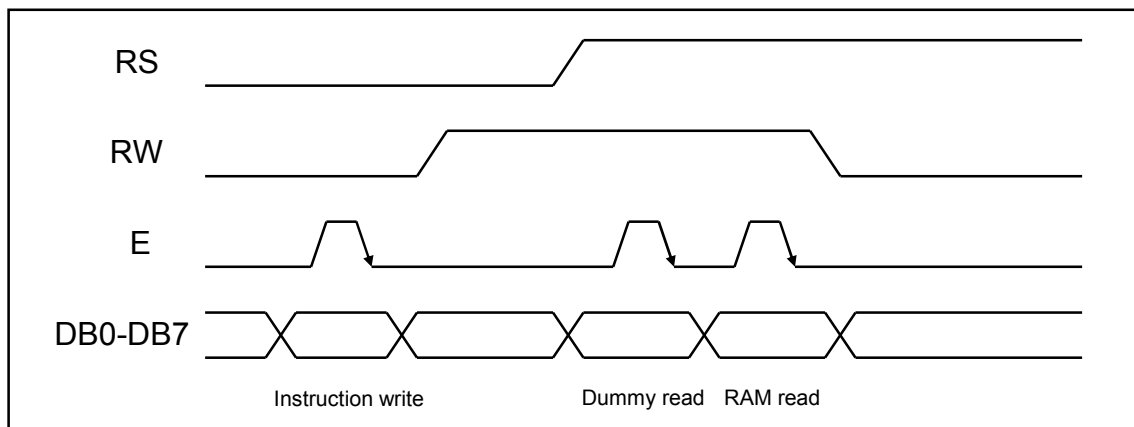 RS
RW
E
DB0-DB7
Instruction write
Dummy read
RAM read